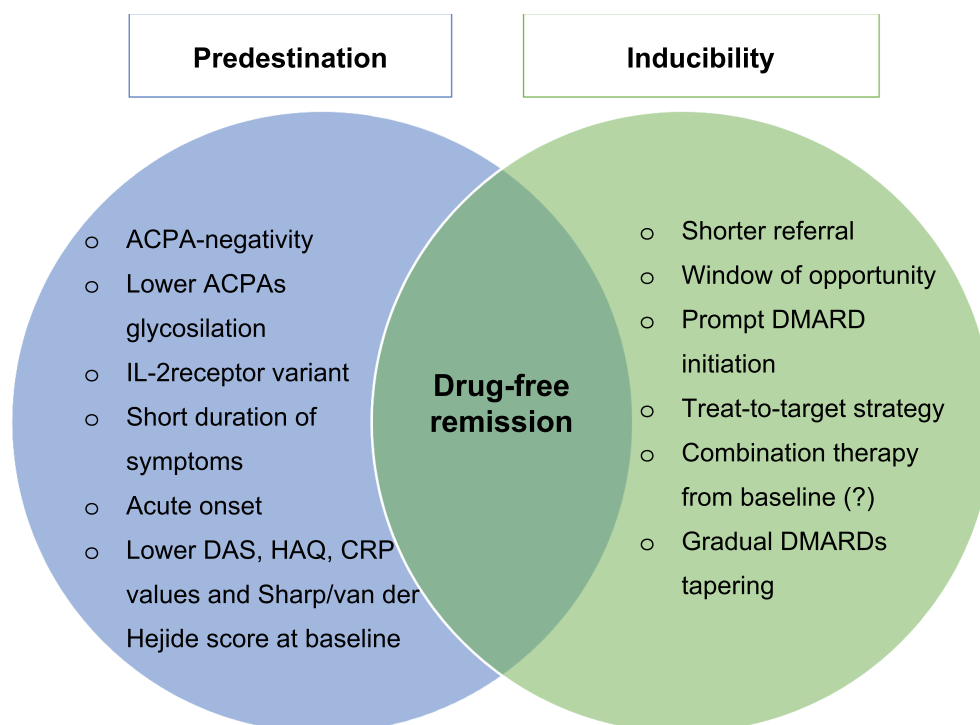 Predestination
Inducibility
o ACPA-negativity
o Lower ACPAs
glycosilation
o IL-2receptor variant
o Short duration of
symptoms
o Acute onset
o Lower DAS, HAQ, CRP
values and Sharp/van der
Hejide score at baseline
Drug-free
remission
o Shorter referral
o Window of opportunity
o Prompt DMARD
initiation
o Treat-to-target strategy
o Combination therapy
from baseline (?)
o Gradual DMARDs
tapering